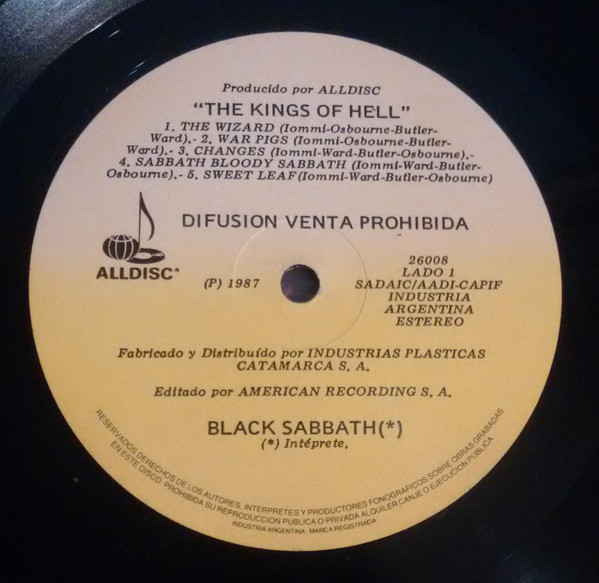 Producido por ALLDISC
"THE KINGS OF HELL"
1. THE WIZARD (Iommi-Osbourne-Butler-
Ward).- 2. WAR PIGS (Iommi-Osbourne-Butler-
Ward).- 3. CHANGES (Iommi-Ward-Butler-Osbourne).-
4. SABBATH BLOODY SABBATH (Iommi-Ward-Butler-
Osbourne).- 5. SWEET LEAF(Iommi-Ward-Butler-Osbourne)
DIFUSION VENTA PROHIBIDA
ALLDISC®
(P) 1987
26008
LADO 1
SADAIC/AADI-CAPIF
INDUSTRIA
ARGENTINA
ESTEREO
Fabricado y Distribuído por INDUSTRIAS PLASTICAS
CATAMARCA S. A.
Editado por AMERICAN RECORDING S. A.
BLACK SABBATH(*)
(*) Intéprete.
RESERVADOS DERECHOS DE LOS AUTORES, INTERPRETES Y PRODUCTORES FONOGRAFICOS SOBRE OBRAS GRABADAS
EN ESTE DISCO. PROHIBIDA SU REPRODUCCION PUBLICA O PRIVADA ALQUILER CANJE O EJECUCION PUBLICA
INDUSTRIA ARGENTINA - MARCA REGISTRADA